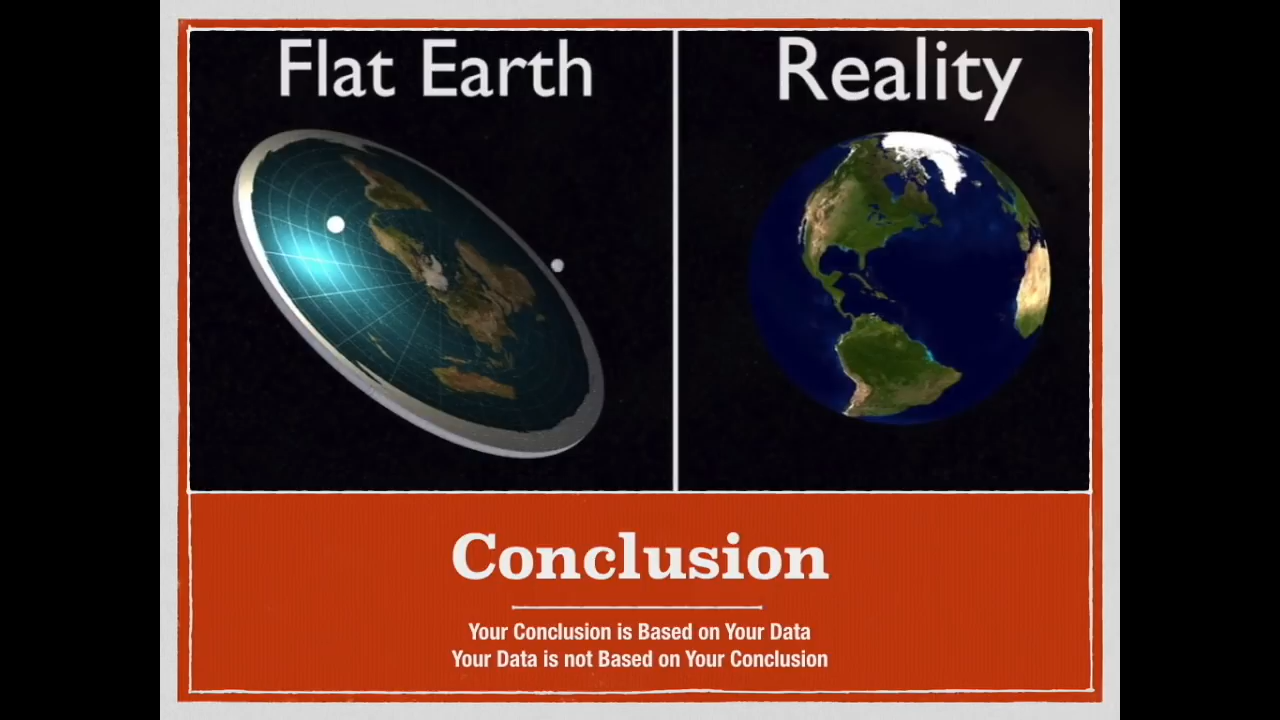 Flat Earth
Reality
Conclusion
Your Conclusion is Based on Your Data
Your Data is not Based on Your Conclusion